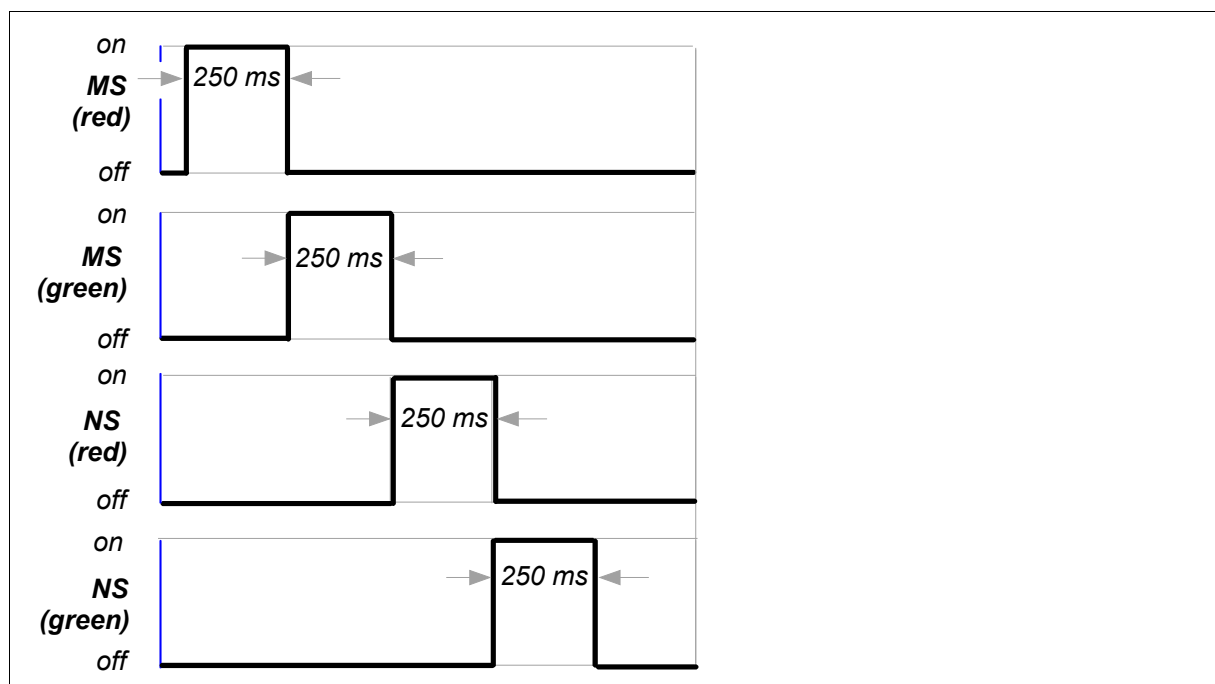 on
MS
(red)
250 ms
off
on
MS
(green)
250 ms
off
on
NS
(red)
250 ms
off
on
NS
(green)
250 ms
off